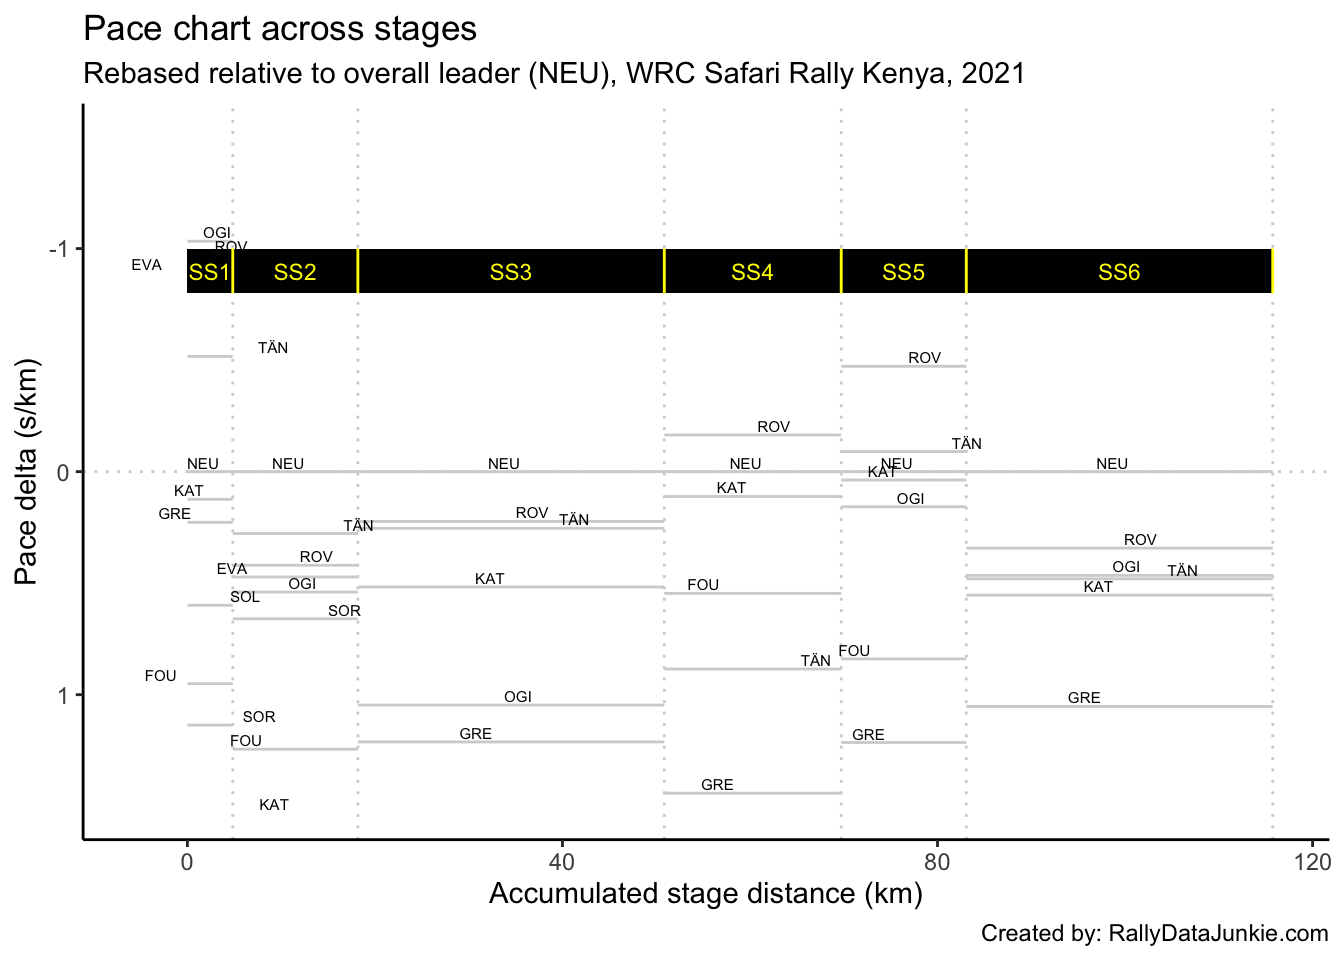 Pace chart across stages
Rebased relative to overall leader (NEU), WRC Safari Rally Kenya, 2021
OGI
ROV
-1
EVA
SS1 SS2 SS3 SS4 SS5 SS6
TÄN
ROV
ROV
TÄN
0
NEU NEU NEU NEU NEU NEU
KAT
KAT KAT
OGI
GRE
ROV
TÄN TÄN
ROV
ROV
EVA
OGI TÄN
OGI
KAT
FOU
KAT
SOL
SOR
FOU
TÄN
FOU
1
OGI
GRE
SOR
FOU
GRE
GRE
GRE
KAT
Pace delta (s/km)
0 40 80 120
Accumulated stage distance (km)
Created by: RallyDataJunkie.com